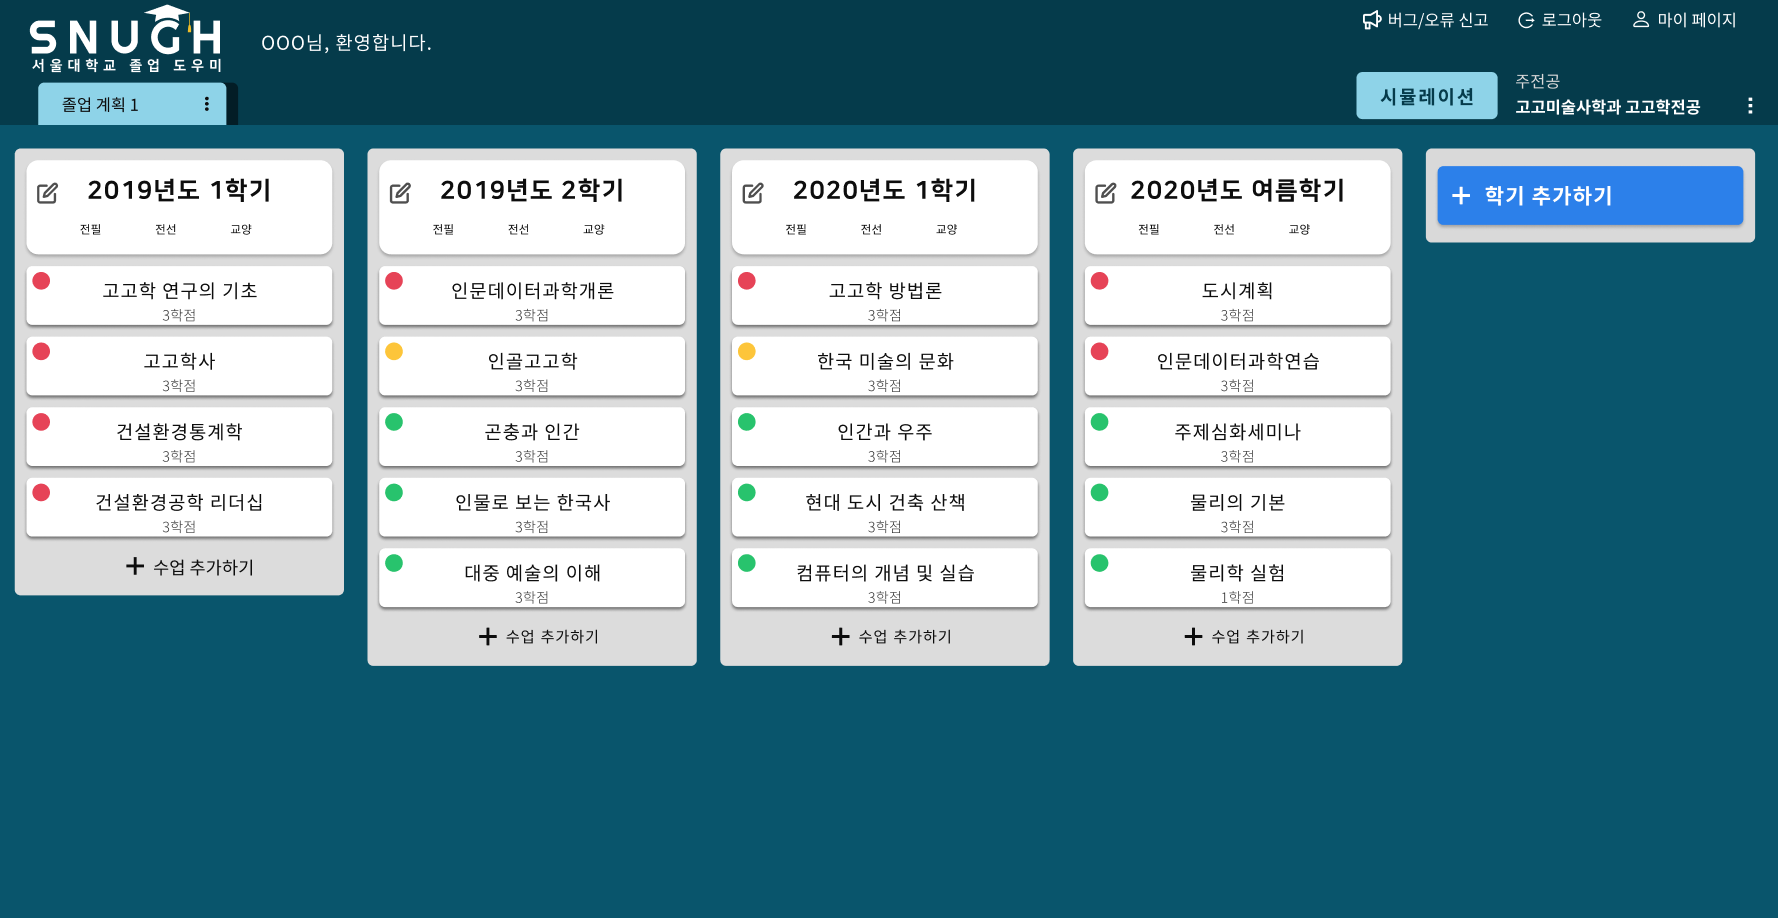 SNUGH
서울대학교 졸업 도우미
OOO님, 환영합니다.
버그/오류 신고
로그아웃
마이 페이지
졸업 계획 1
시뮬레이션
주전공
고고미술사학과 고고학전공
2019년도 1학기
전필 전선 교양
고고학 연구의 기초
3학점
고고학사
3학점
건설환경통계학
3학점
건설환경공학 리더십
3학점
수업 추가하기
2019년도 2학기
전필 전선 교양
인문데이터과학개론
3학점
인골고고학
3학점
곤충과 인간
3학점
인물로 보는 한국사
3학점
대중 예술의 이해
3학점
수업 추가하기
2020년도 1학기
전필 전선 교양
고고학 방법론
3학점
한국 미술의 문화
3학점
인간과 우주
3학점
현대 도시 건축 산책
3학점
컴퓨터의 개념 및 실습
3학점
수업 추가하기
2020년도 여름학기
전필 전선 교양
도시계획
3학점
인문데이터과학연습
3학점
주제심화세미나
3학점
물리의 기본
3학점
물리학 실험
1학점
수업 추가하기
학기 추가하기